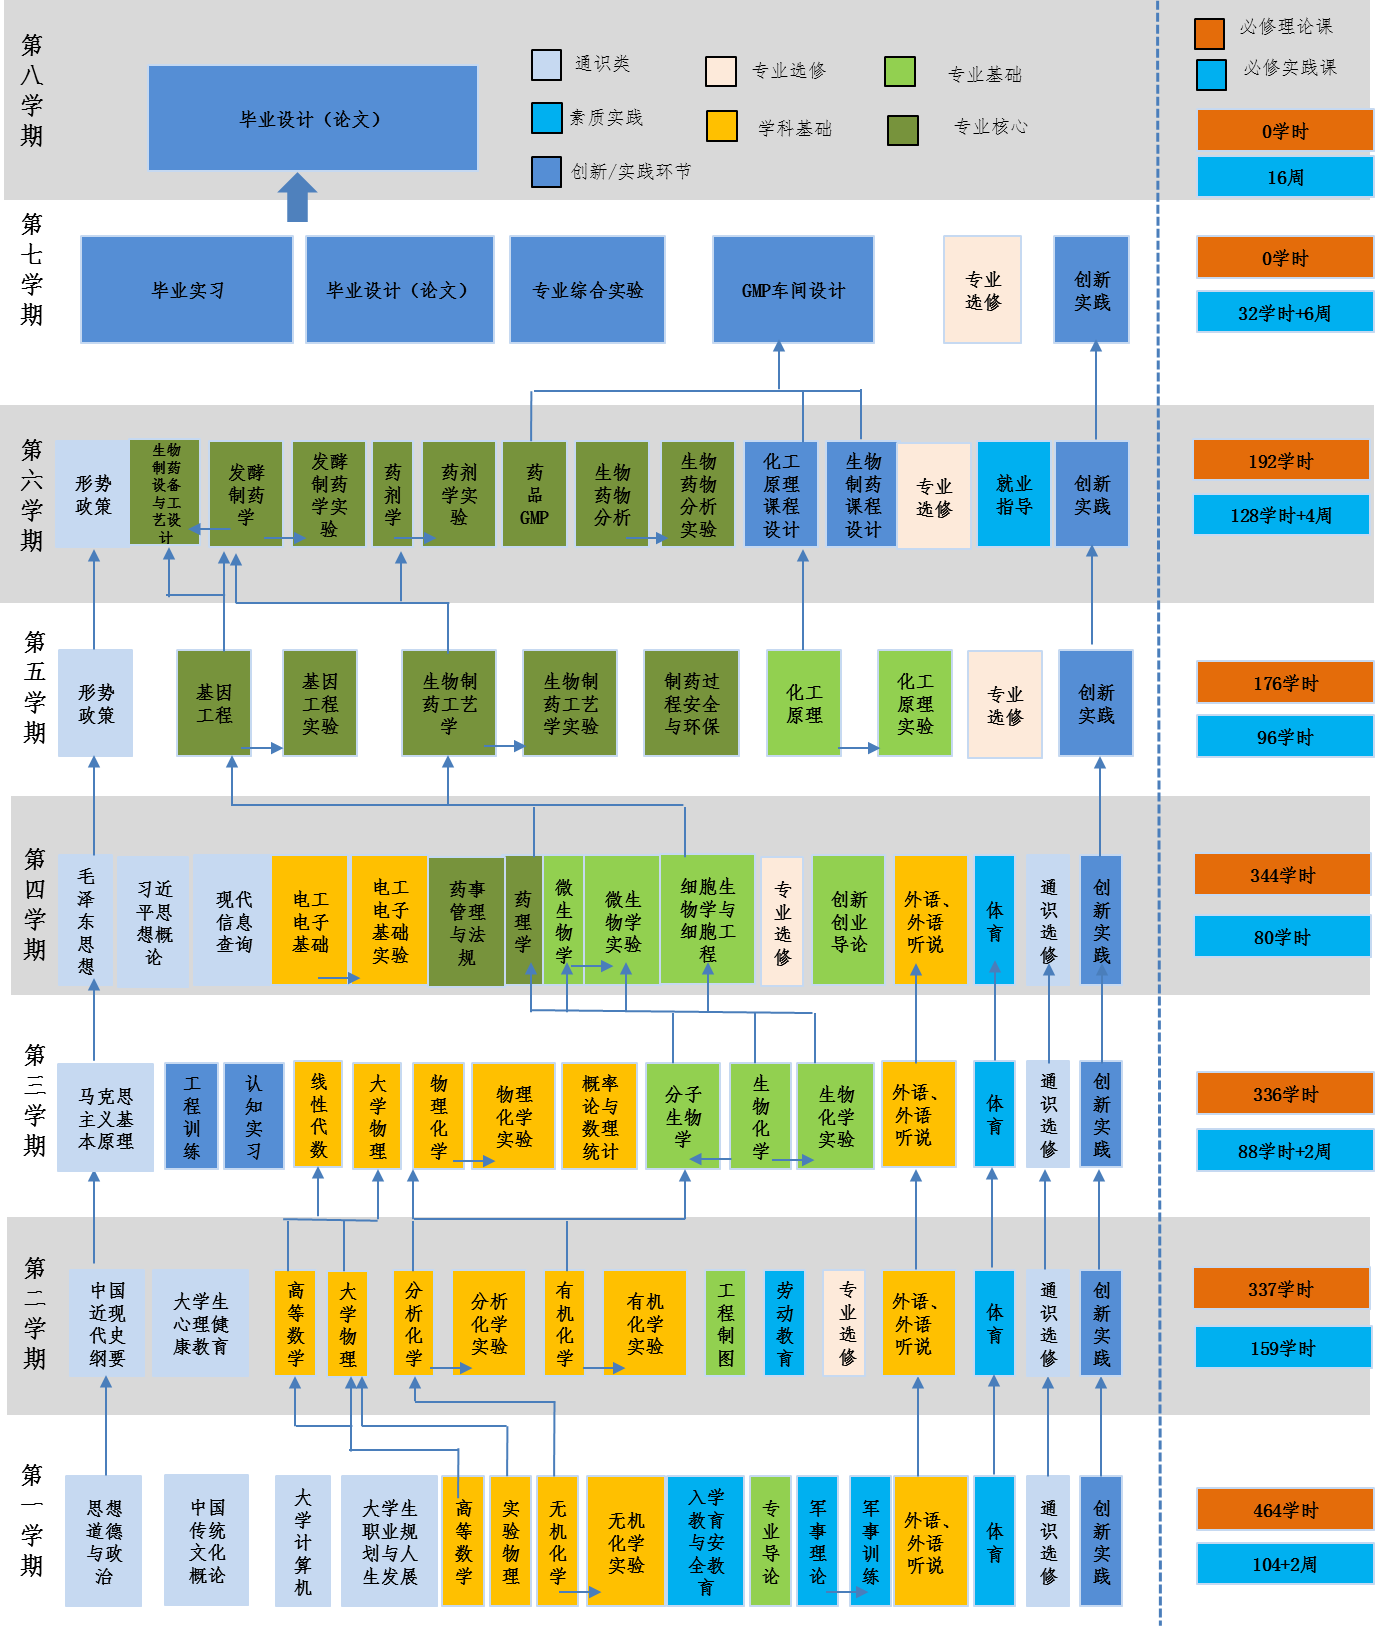 第八学期
毕业设计（论文）
通识类
专业选修
专业基础
素质实践
学科基础
专业核心
创新/实践环节
必修理论课
必修实践课
0学时
16周
第七学期
毕业实习
毕业设计（论文）
专业综合实验
GMP车间设计
专业
选修
创新
实践
0学时
32学时+6周
第六学期
形势
政策
生物
制药
设备
与工
艺设
计
发酵
制药
学
发酵
制药
学实
验
药
剂
学
药剂
学实
验
药
品
GMP
生物
药物
分析
生物
药物
分析
实验
化工
原理
课程
设计
生物
制药
课程
设计
专业
选修
就业
指导
创新
实践
192学时
128学时+4周
第五学期
形势
政策
基因
工程
基因
工程
实验
生物制
药工艺
学
生物制
药工艺
学实验
制药过
程安全
与环保
化工
原理
化工
原理
实验
专业
选修
创新
实践
176学时
96学时
第四学期
毛
泽
东
思
想
习近
平思
想概
论
现代
信息
查询
电工
电子
基础
电工
电子
基础
实验
药事
管理
与法
规
药
理
学
微
生
物
学
微生
物学
实验
细胞生
物学与
细胞工
程
专
业
选
修
创新
创业
导论
外语、
外语
听说
体
育
通
识
选
修
创
新
实
践
344学时
80学时
第三学期
马克思
主义基
本原理
工
程
训
练
认
知
实
习
线
性
代
数
大
学
物
理
物
理
化
学
物理
化学
实验
概率
论与
数理
统计
分子
生物
学
生
物
化
学
生物
化学
实验
外语、
外语
听说
体
育
通
识
选
修
创
新
实
践
336学时
88学时+2周
第二学期
中国
近现
代史
纲要
大学生
心理健
康教育
高
等
数
学
大
学
物
理
分
析
化
学
分析
化学
实验
有
机
化
学
有机
化学
实验
工
程
制
图
劳
动
教
育
专
业
选
修
外语、
外语
听说
体
育
通
识
选
修
创
新
实
践
337学时
159学时
第一学期
思想
道德
与政
治
中国
传统
文化
概论
大
学
计
算
机
大学生
职业规
划与人
生发展
高
等
数
学
实
验
物
理
无
机
化
学
无机
化学
实验
入学
教育
与安
全教
育
专
业
导
论
军
事
理
论
军
事
训
练
外语、
外语
听说
体
育
通
识
选
修
创
新
实
践
464学时
104+2周